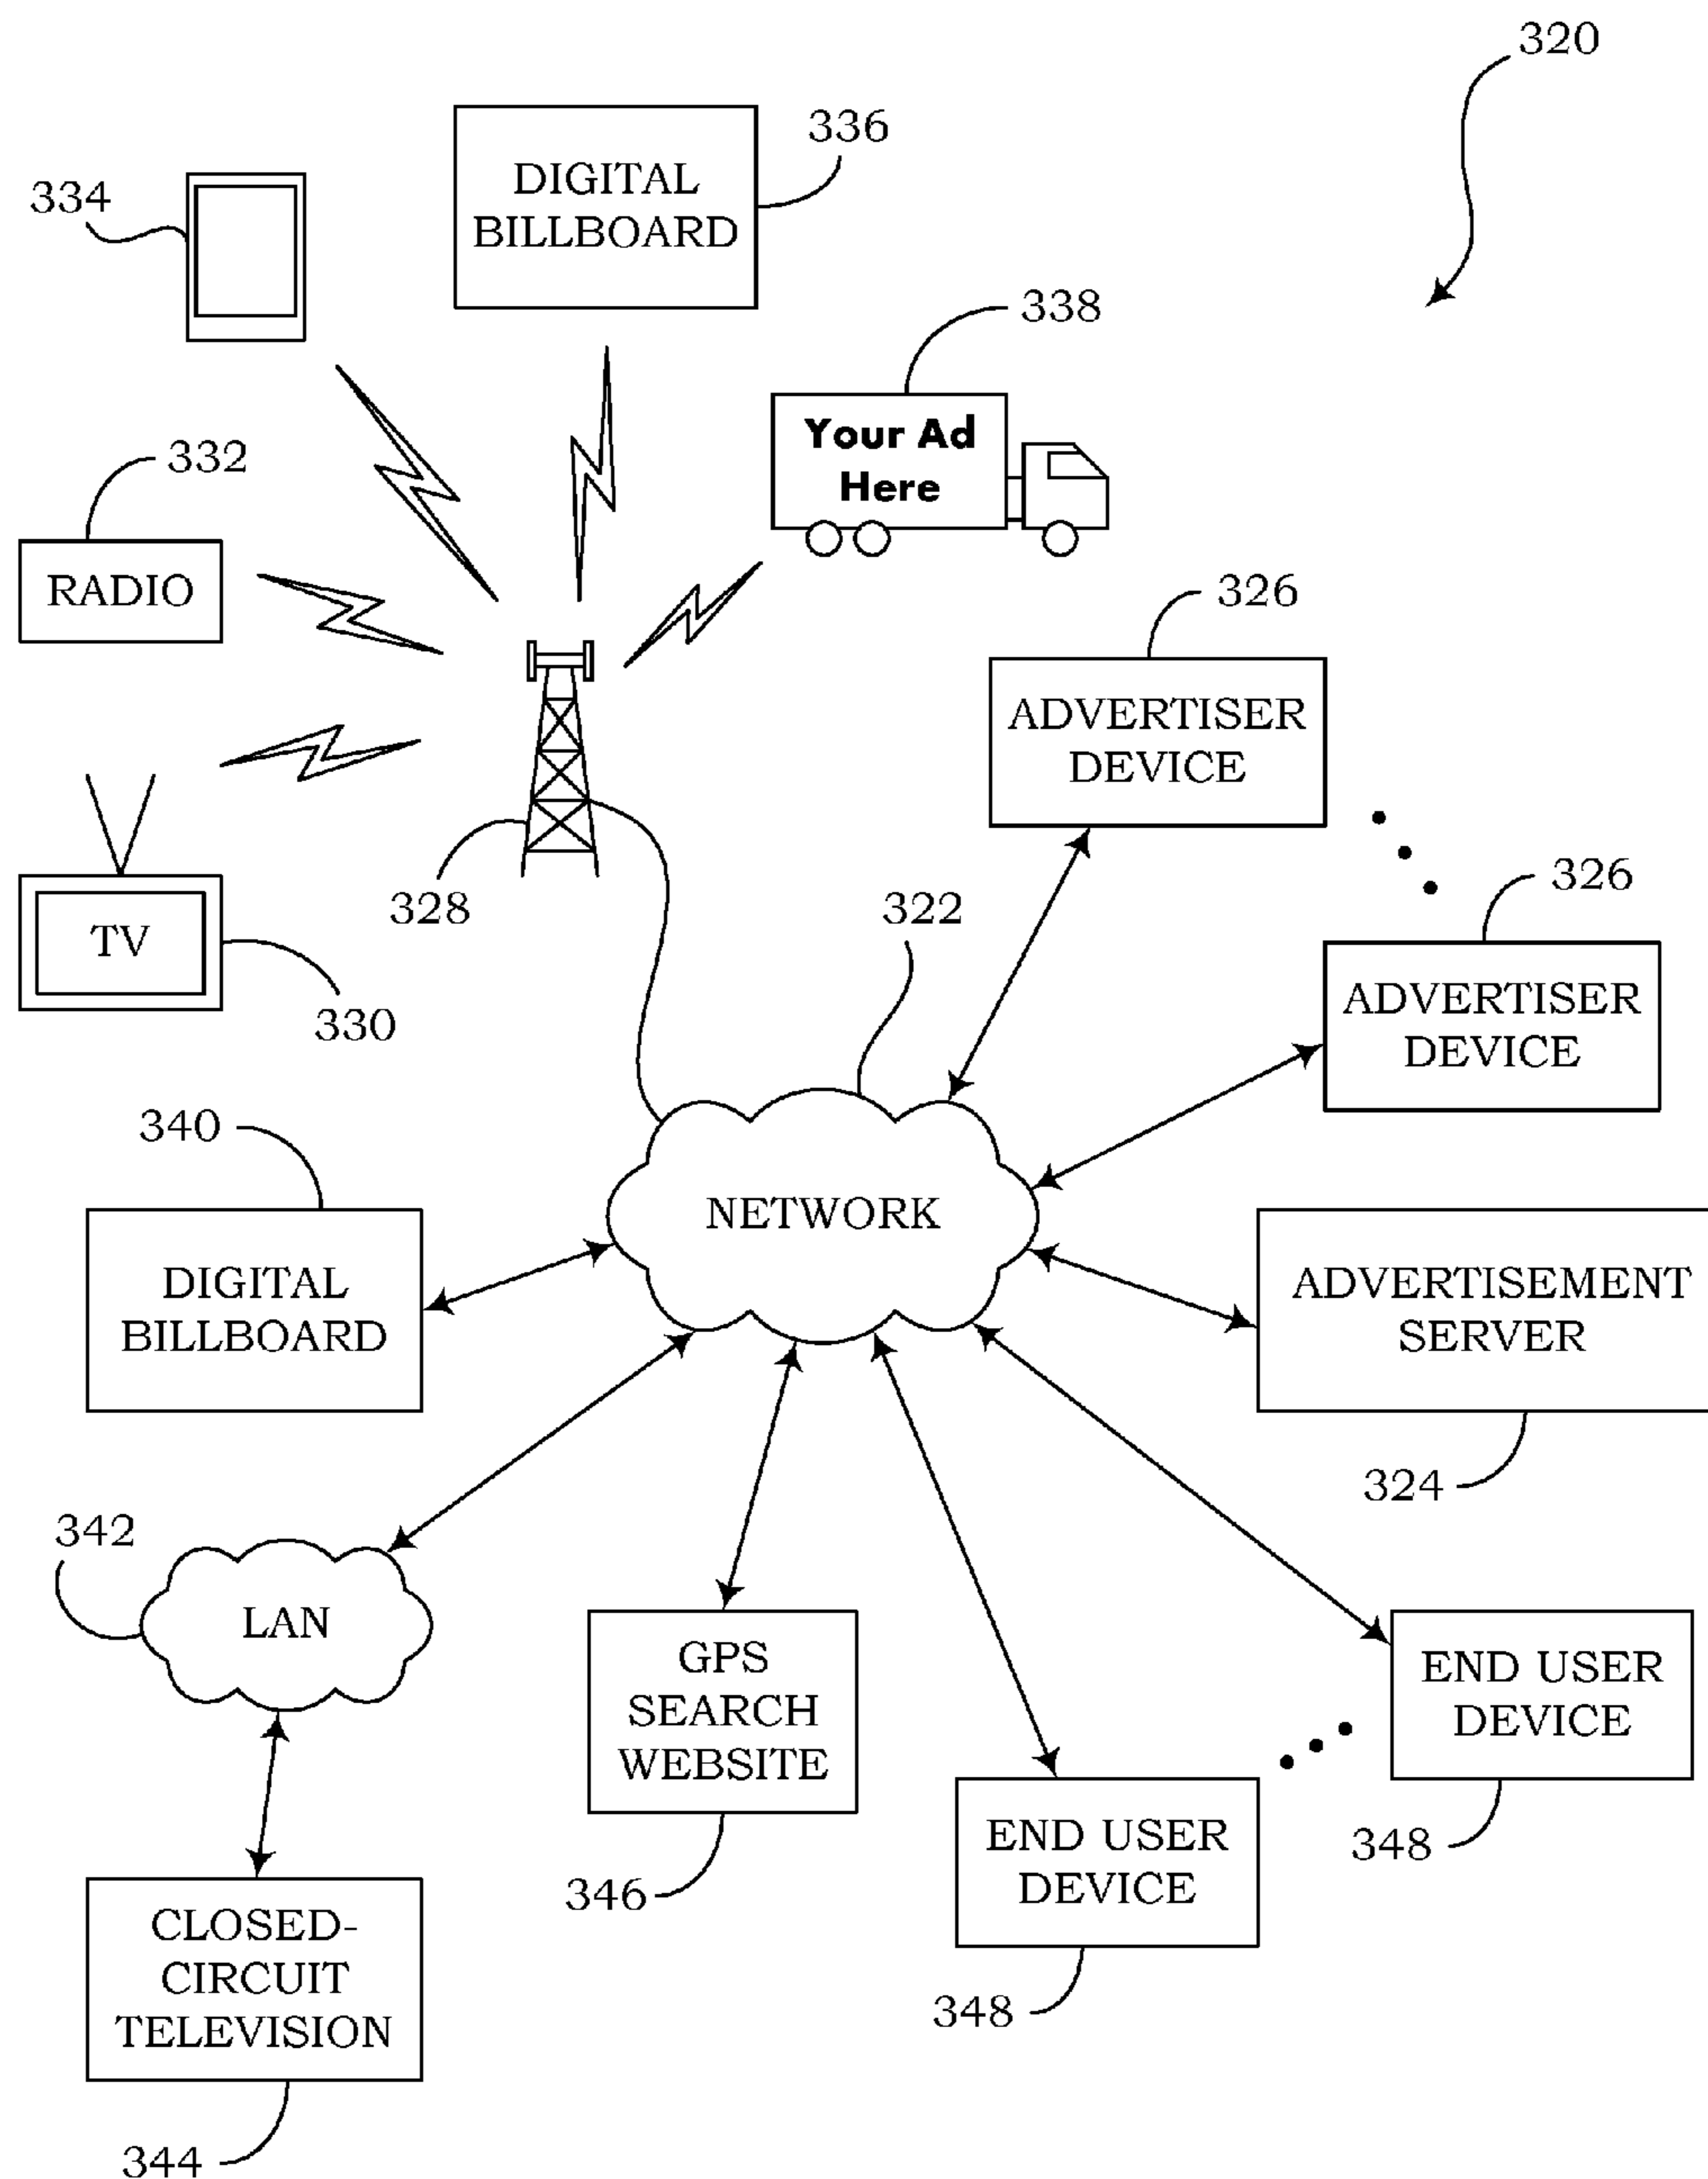 320
336
DIGITAL
BILLBOARD
334
338
Your Ad
Here
332
RADIO
326
ADVERTISER
DEVICE
328
322
326
TV
ADVERTISER
DEVICE
330
340
NETWORK
DIGITAL
BILLBOARD
ADVERTISEMENT
SERVER
324
342
LAN
GPS
SEARCH
WEBSITE
END USER
DEVICE
END USER
DEVICE
348
346
CLOSED-
CIRCUIT
TELEVISION
348
344